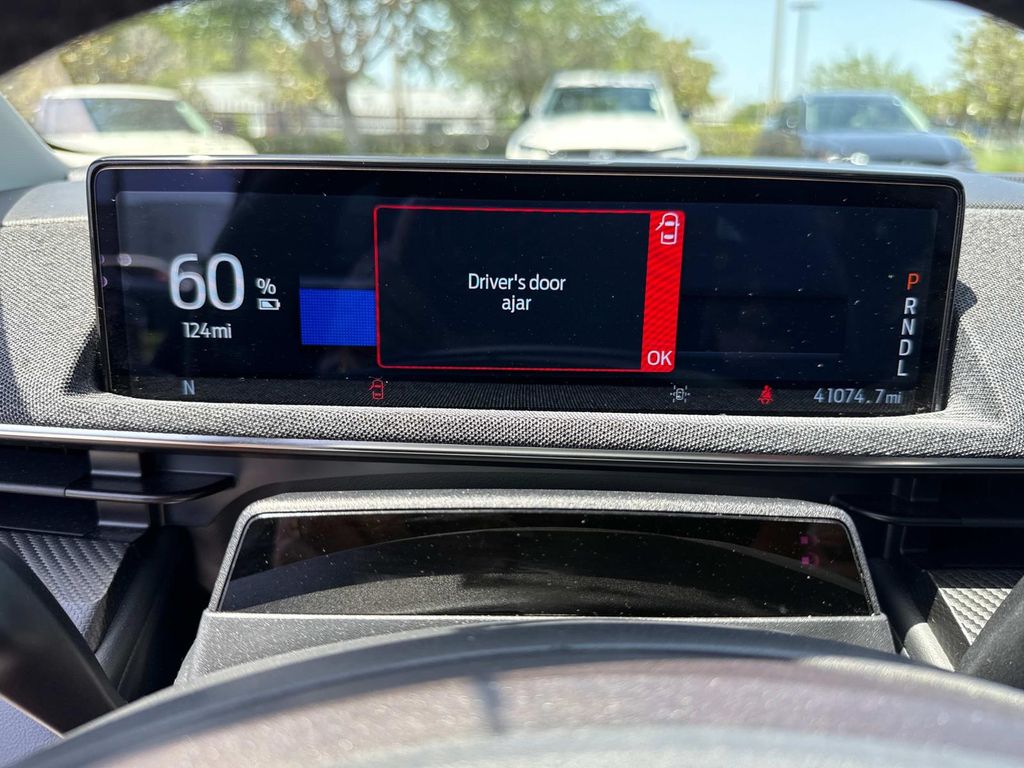 60 %
124mi
N
Driver's door
ajar
OK
P
R
N
D
L
41074.7mi